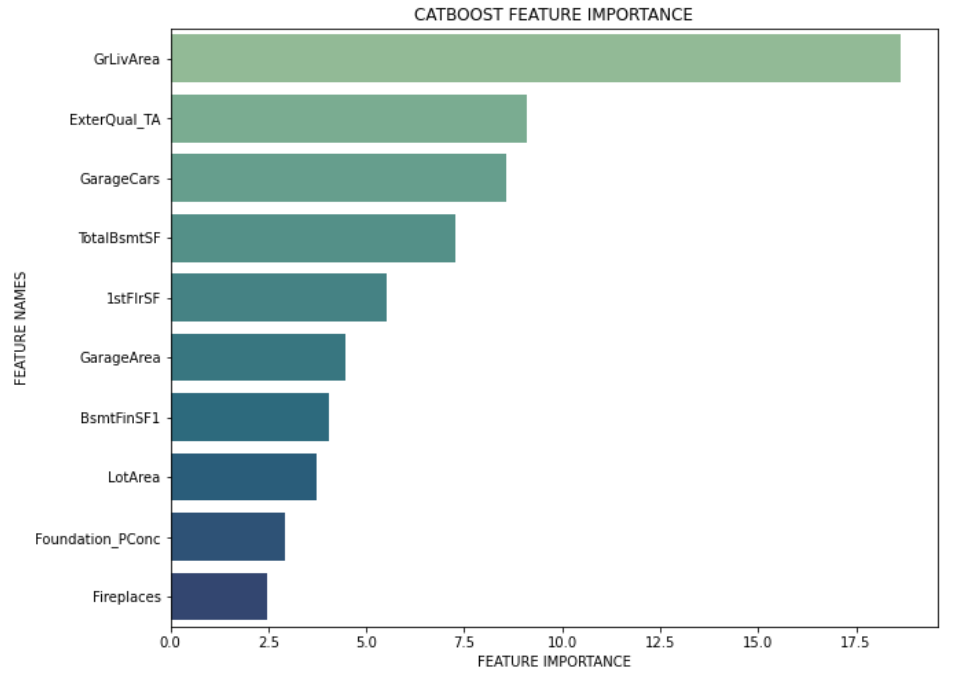 CATBOOST FEATURE IMPORTANCE
FEATURE NAMES
GrLivArea
ExterQual_TA
GarageCars
TotalBsmtSF
1stFlrSF
GarageArea
BsmtFinSF1
LotArea
Foundation_PConc
Fireplaces
0.0 2.5 5.0 7.5 10.0 12.5 15.0 17.5
FEATURE IMPORTANCE